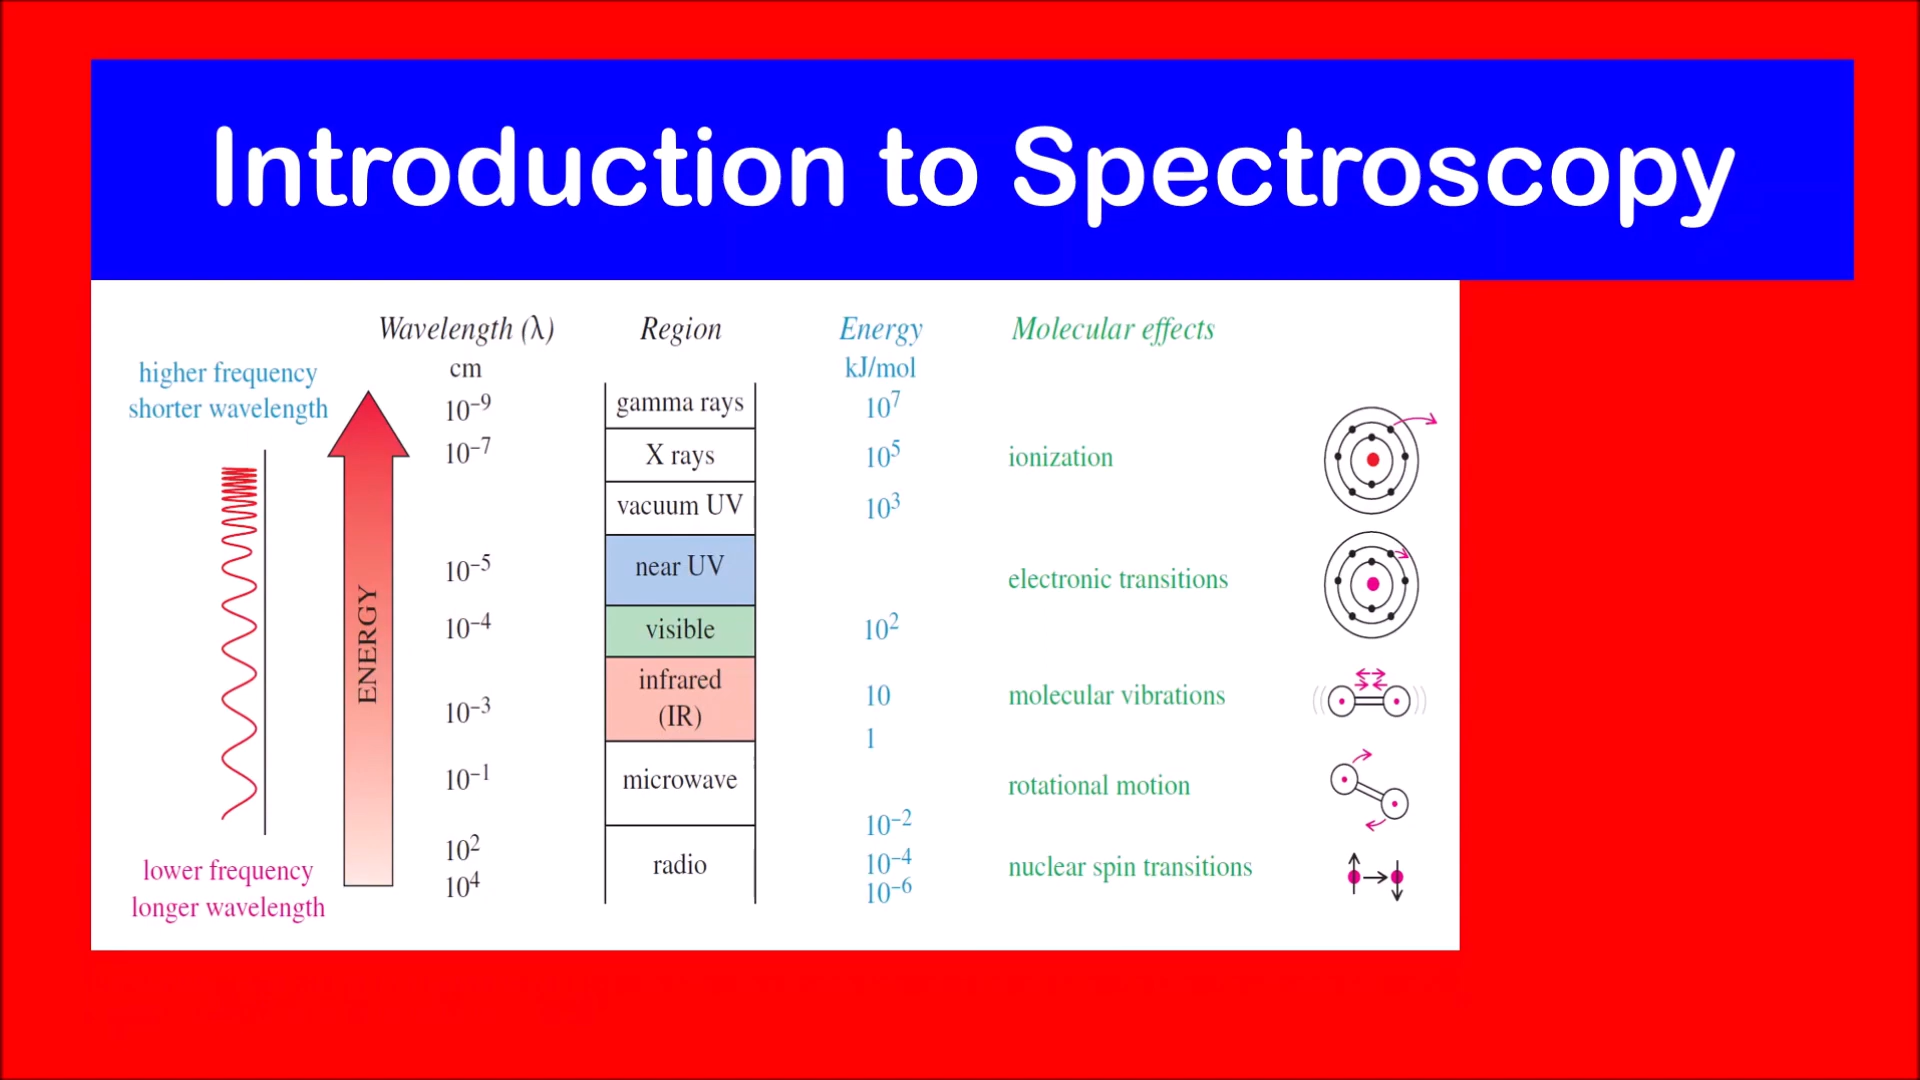 Introduction to Spectroscopy
Wavelength (λ) Region Energy Molecular effects
cm kJ/mol
higher frequency
shorter wavelength
ENERGY
lower frequency
longer wavelength
10⁻⁹ gamma rays 10⁷
10⁻⁷ X rays 10⁵ ionization
vacuum UV 10³
10⁻⁵ near UV electronic transitions
10⁻⁴ visible 10²
infrared
(IR)
10⁻³ 10 molecular vibrations
1
10⁻¹ microwave rotational motion
10⁻²
10² radio 10⁻⁴ nuclear spin transitions
10⁴ 10⁻⁶